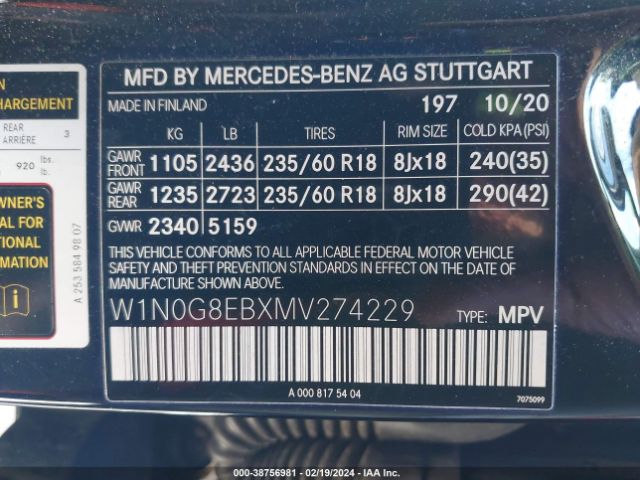 N
HARGEMENT
REAR
ARRIÈRE 3
920 lbs. lb.
OWNER'S
AL FOR
TIONAL
RMATION
A 253 584 98 07
MFD BY MERCEDES-BENZ AG STUTTGART
MADE IN FINLAND 197 10/20
KG LB TIRES RIM SIZE COLD KPA(PSI)
GAWR FRONT 1105 2436 235/60 R18 8Jx18 240(35)
GAWR REAR 1235 2723 235/60 R18 8Jx18 290(42)
GVWR 2340 5159
THIS VEHICLE CONFORMS TO ALL APPLICABLE FEDERAL MOTOR VEHICLE
SAFETY AND THEFT PREVENTION STANDARDS IN EFFECT ON THE DATE OF
MANUFACTURE SHOWN ABOVE.
W1N0G8EBXMV274229 TYPE: MPV
A 000 817 54 04
7075099
000-38756981 - 02/19/2024 - IAA Inc.